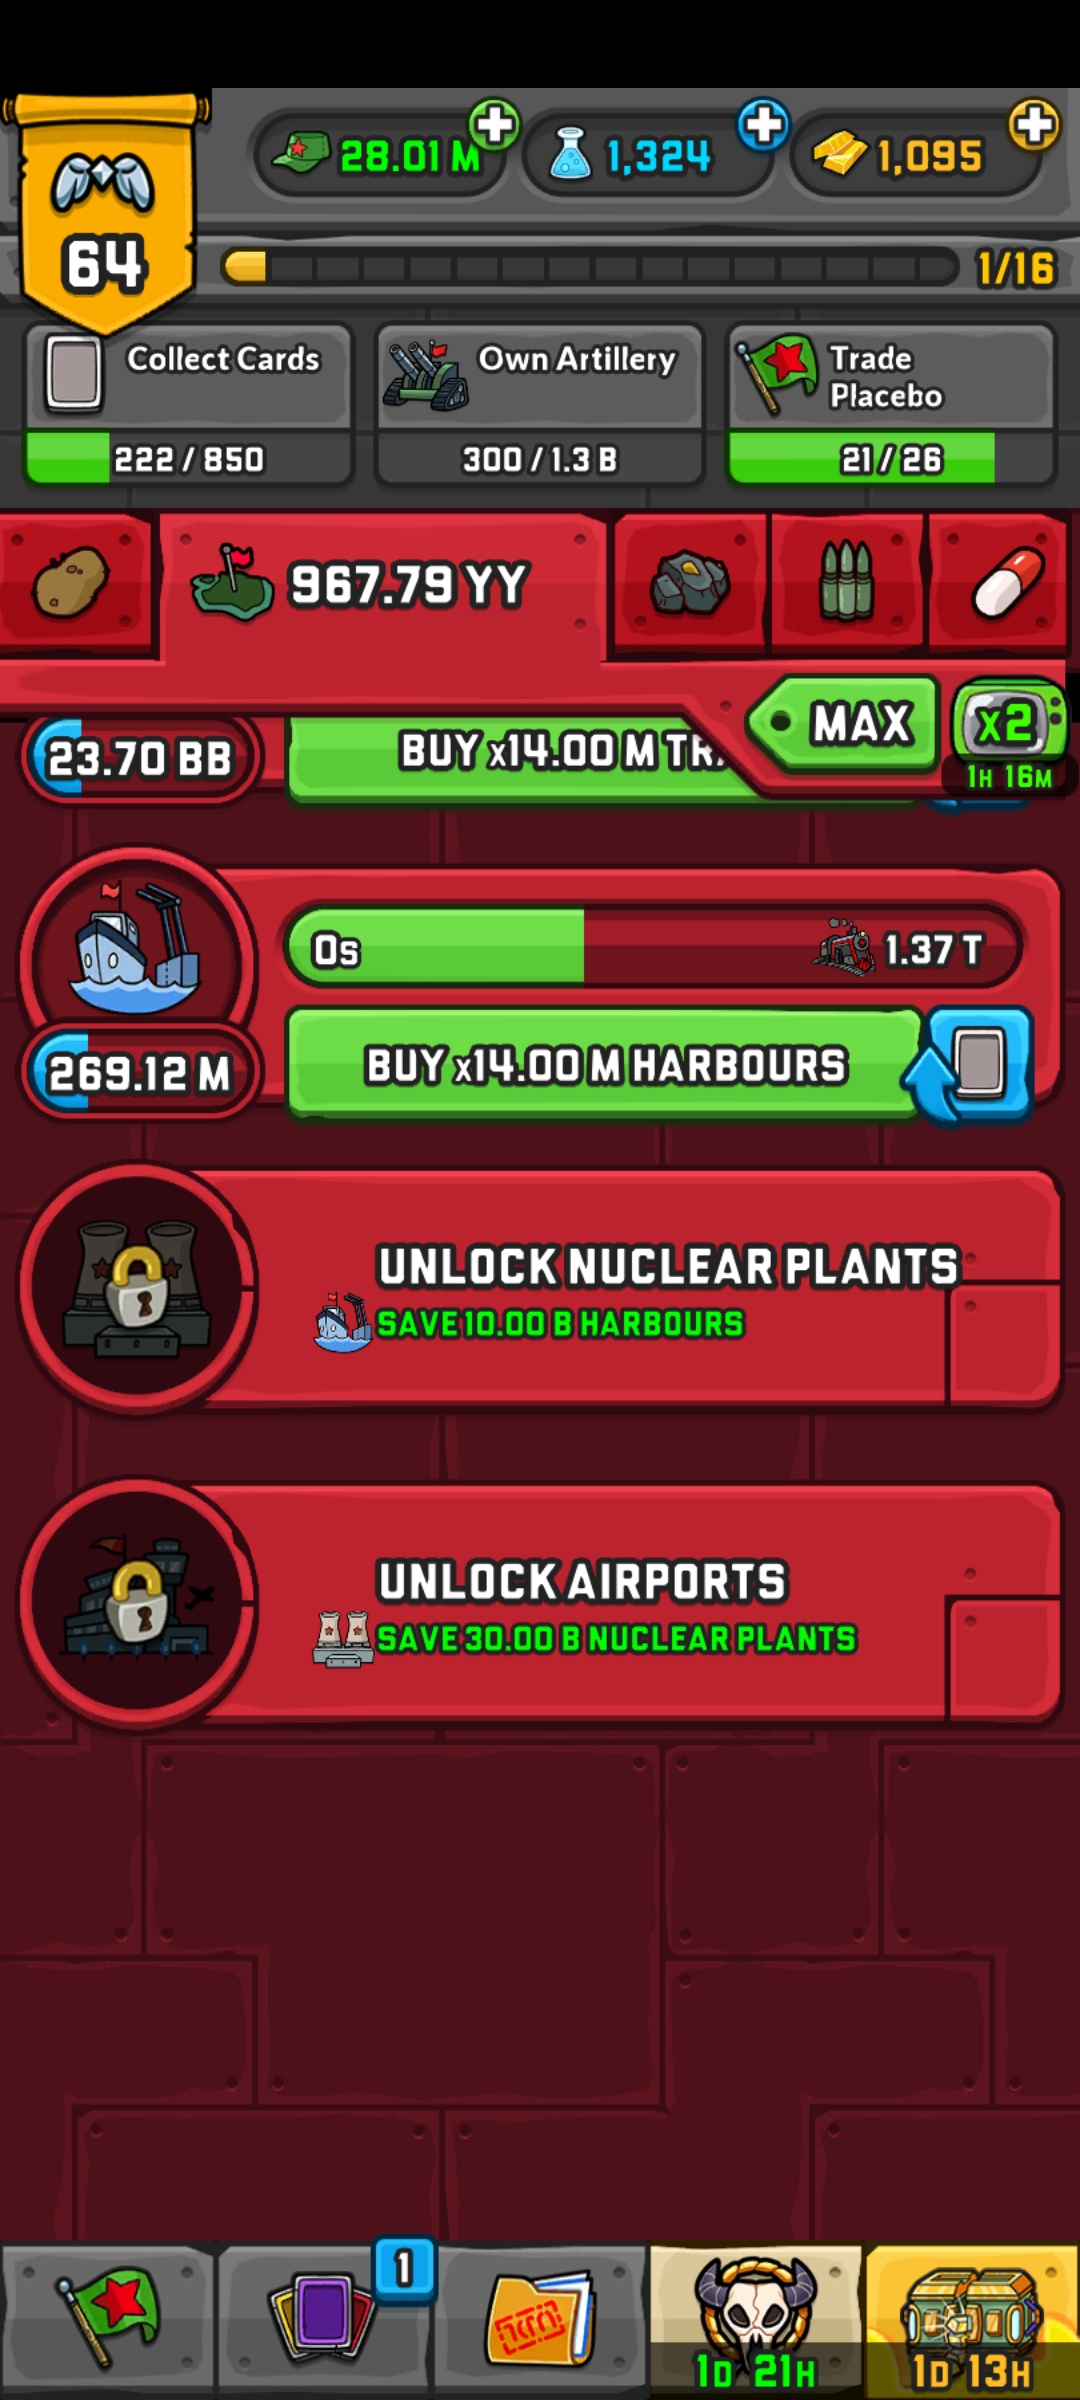 64
28.01 M
1,324
1,095
1/16
Collect Cards
222 / 850
Own Artillery
300 / 1.3 B
Trade
Placebo
21 / 26
967.79 YY
MAX
X2
1H 16M
23.70 BB
BUY x14.00 M TR
0s
1.37 T
269.12 M
BUY x14.00 M HARBOURS
UNLOCK NUCLEAR PLANTS
SAVE 10.00 B HARBOURS
UNLOCK AIRPORTS
SAVE 30.00 B NUCLEAR PLANTS
1
1D 21H
1D 13H